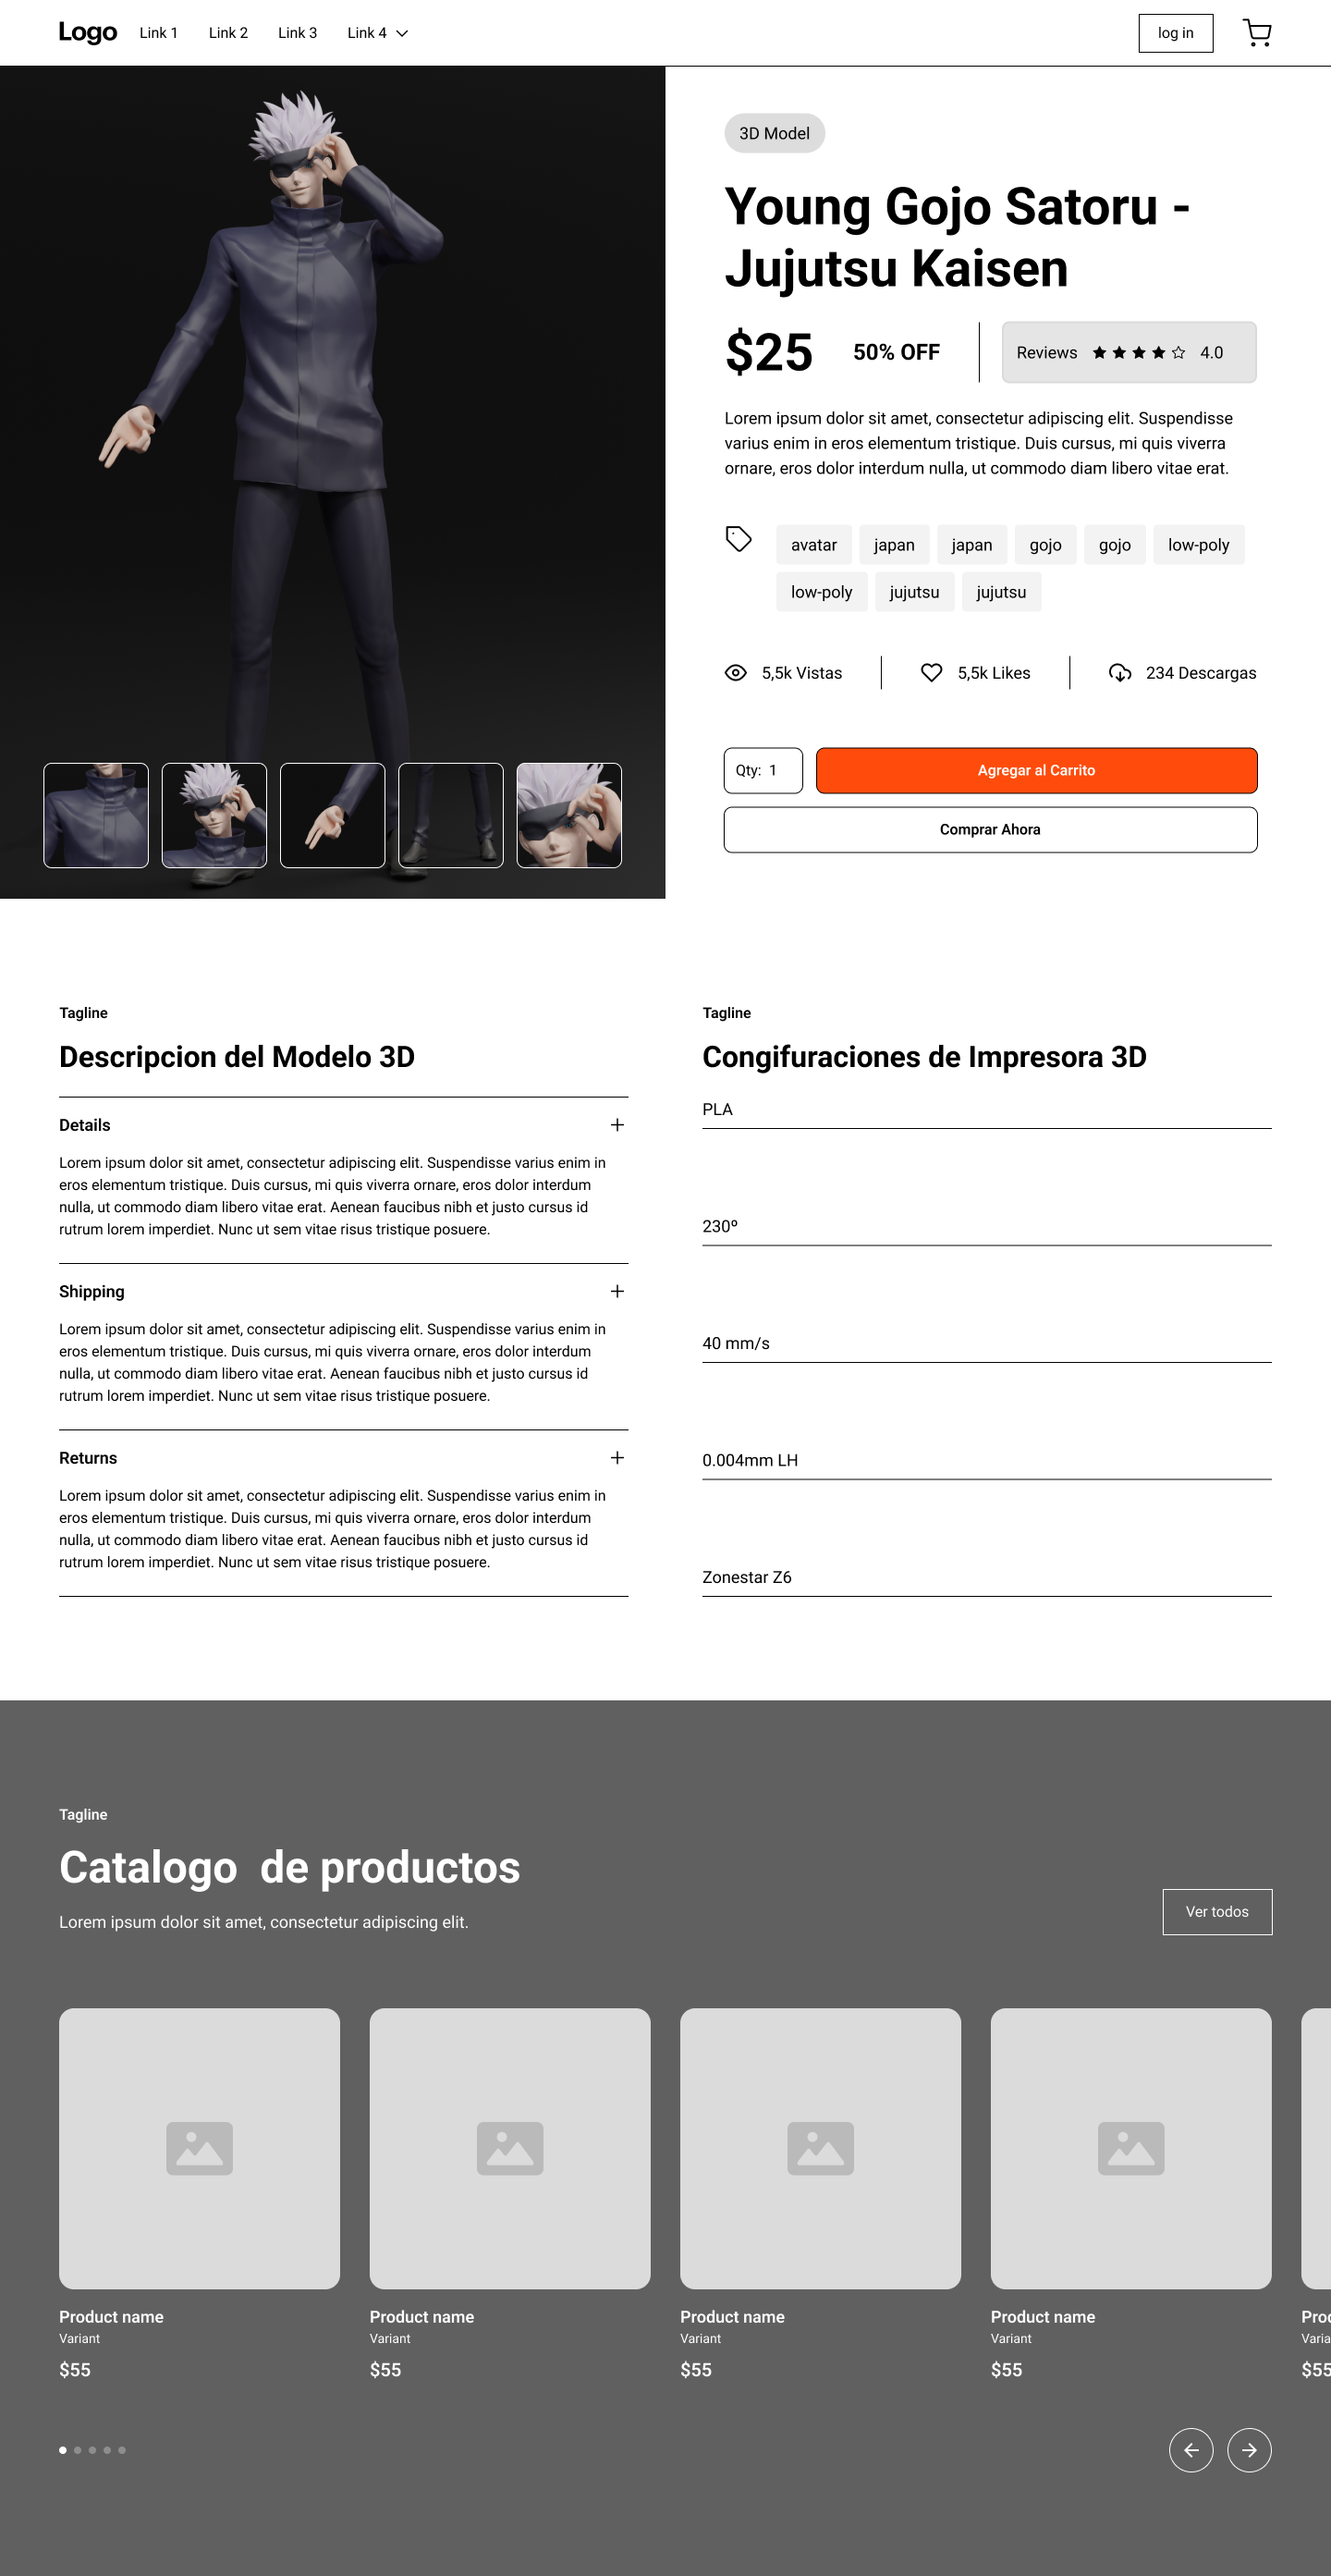 Logo Link 1 Link 2 Link 3 Link 4 log in
3D Model
Young Gojo Satoru -
Jujutsu Kaisen
$25 50% OFF Reviews 4.0
Lorem ipsum dolor sit amet, consectetur adipiscing elit. Suspendisse
varius enim in eros elementum tristique. Duis cursus, mi quis viverra
ornare, eros dolor interdum nulla, ut commodo diam libero vitae erat.
avatar japan japan gojo gojo low-poly
low-poly jujutsu jujutsu
5,5k Vistas 5,5k Likes 234 Descargas
Qty: 1 Agregar al Carrito
Comprar Ahora
Tagline
Descripcion del Modelo 3D
Details
Lorem ipsum dolor sit amet, consectetur adipiscing elit. Suspendisse varius enim in
eros elementum tristique. Duis cursus, mi quis viverra ornare, eros dolor interdum
nulla, ut commodo diam libero vitae erat. Aenean faucibus nibh et justo cursus id
rutrum lorem imperdiet. Nunc ut sem vitae risus tristique posuere.
Shipping
Lorem ipsum dolor sit amet, consectetur adipiscing elit. Suspendisse varius enim in
eros elementum tristique. Duis cursus, mi quis viverra ornare, eros dolor interdum
nulla, ut commodo diam libero vitae erat. Aenean faucibus nibh et justo cursus id
rutrum lorem imperdiet. Nunc ut sem vitae risus tristique posuere.
Returns
Lorem ipsum dolor sit amet, consectetur adipiscing elit. Suspendisse varius enim in
eros elementum tristique. Duis cursus, mi quis viverra ornare, eros dolor interdum
nulla, ut commodo diam libero vitae erat. Aenean faucibus nibh et justo cursus id
rutrum lorem imperdiet. Nunc ut sem vitae risus tristique posuere.
Tagline
Congifuraciones de Impresora 3D
PLA
230º
40 mm/s
0.004mm LH
Zonestar Z6
Tagline
Catalogo  de productos
Lorem ipsum dolor sit amet, consectetur adipiscing elit.
Ver todos
Product name Product name Product name Product name Prod
Variant Variant Variant Variant Varia
$55 $55 $55 $55 $55